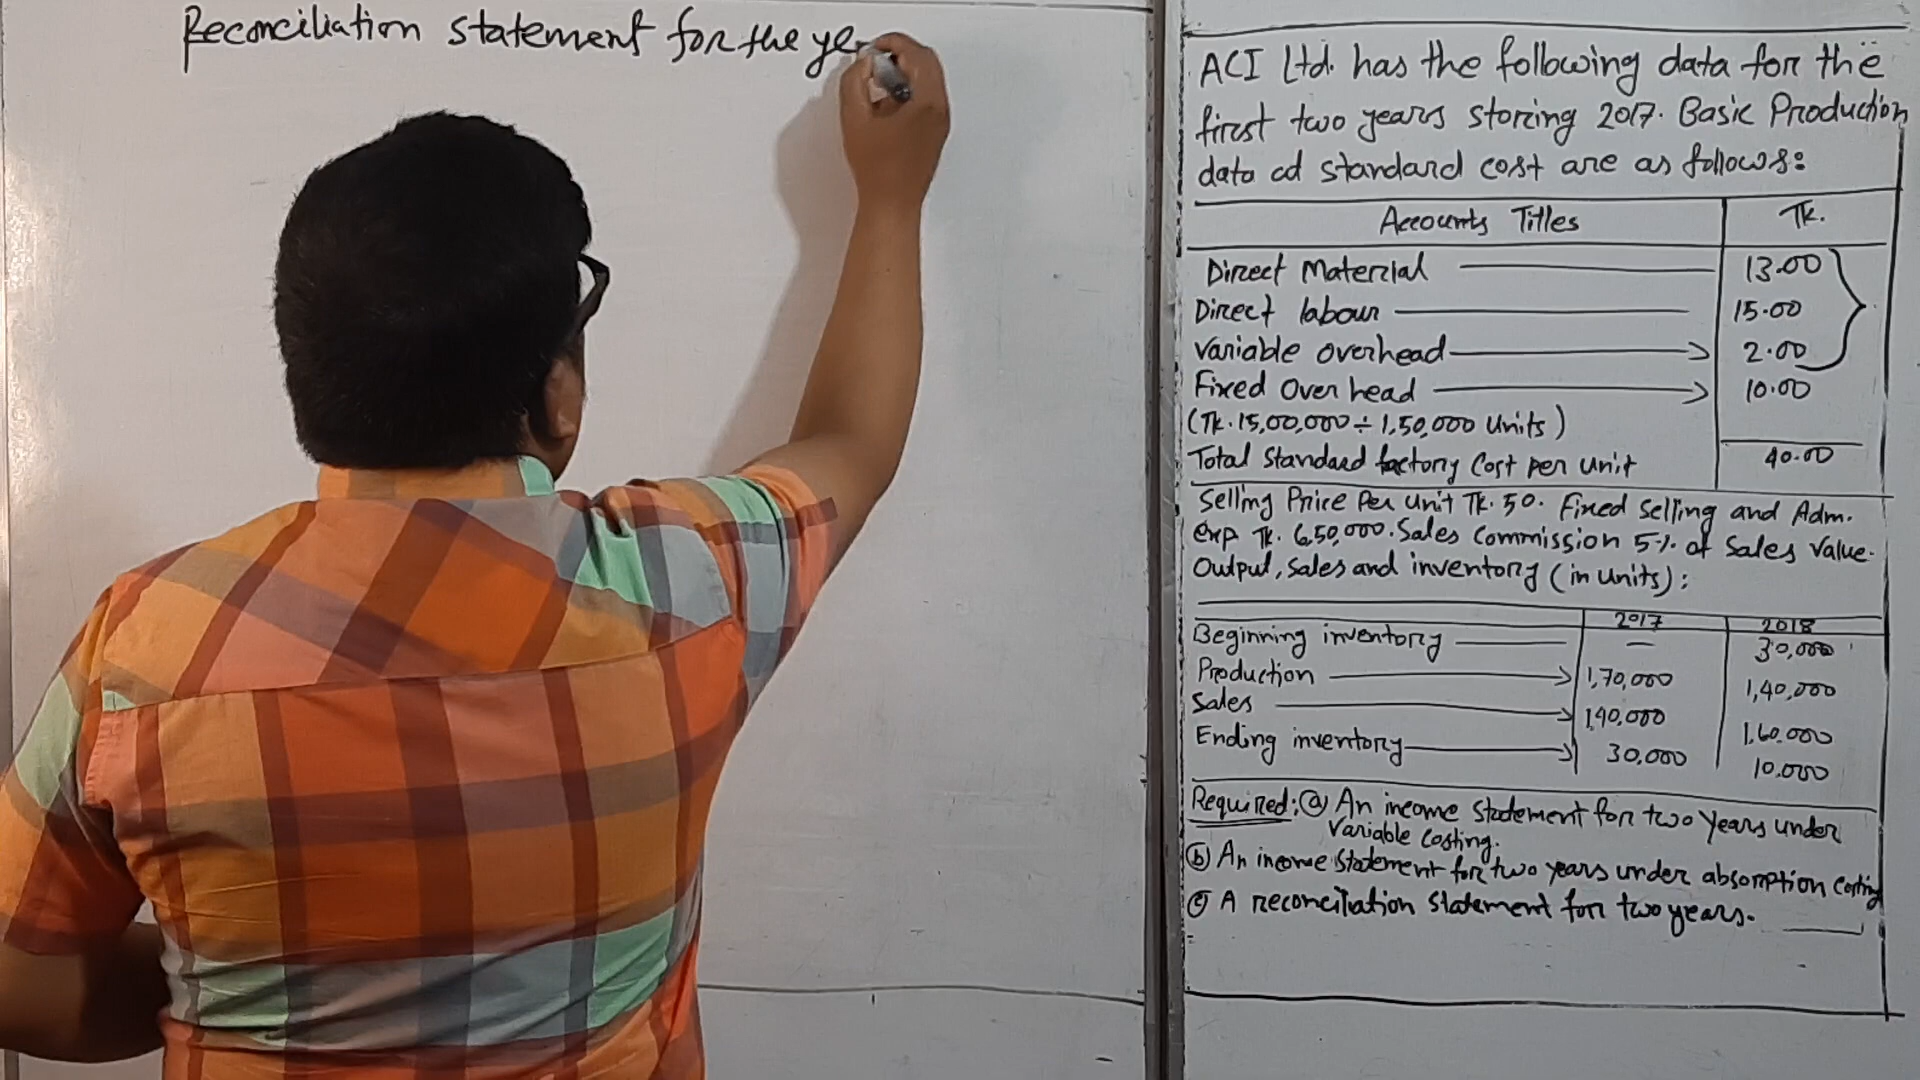 Reconciliation statement for the ye
ACI Ltd. has the following data for the
first two years storing 2017. Basic Production
data ad standard cost are as follows:
Accounts Titles Tk.
Direct Material 13.00
Direct labour 15.00
Variable overhead 2.00
Fixed Over head 10.00
(Tk. 15,00,000 ÷ 1,50,000 Units)
Total Standard factory Cost per unit 40.00
Selling Price Per Unit Tk. 50. Fixed Selling and Adm.
exp. Tk. 6,50,000. Sales Commission 5% of Sales Value.
Output, Sales and inventory (in units):
2017 2018
Beginning inventory — 30,000
Production 1,70,000 1,40,000
Sales 1,40,000 1,60,000
Ending inventory 30,000 10,000
Required: (a) An income statement for two years under
Variable Costing.
(b) An income statement for two years under absorption Costing
(c) A reconciliation statement for two years.